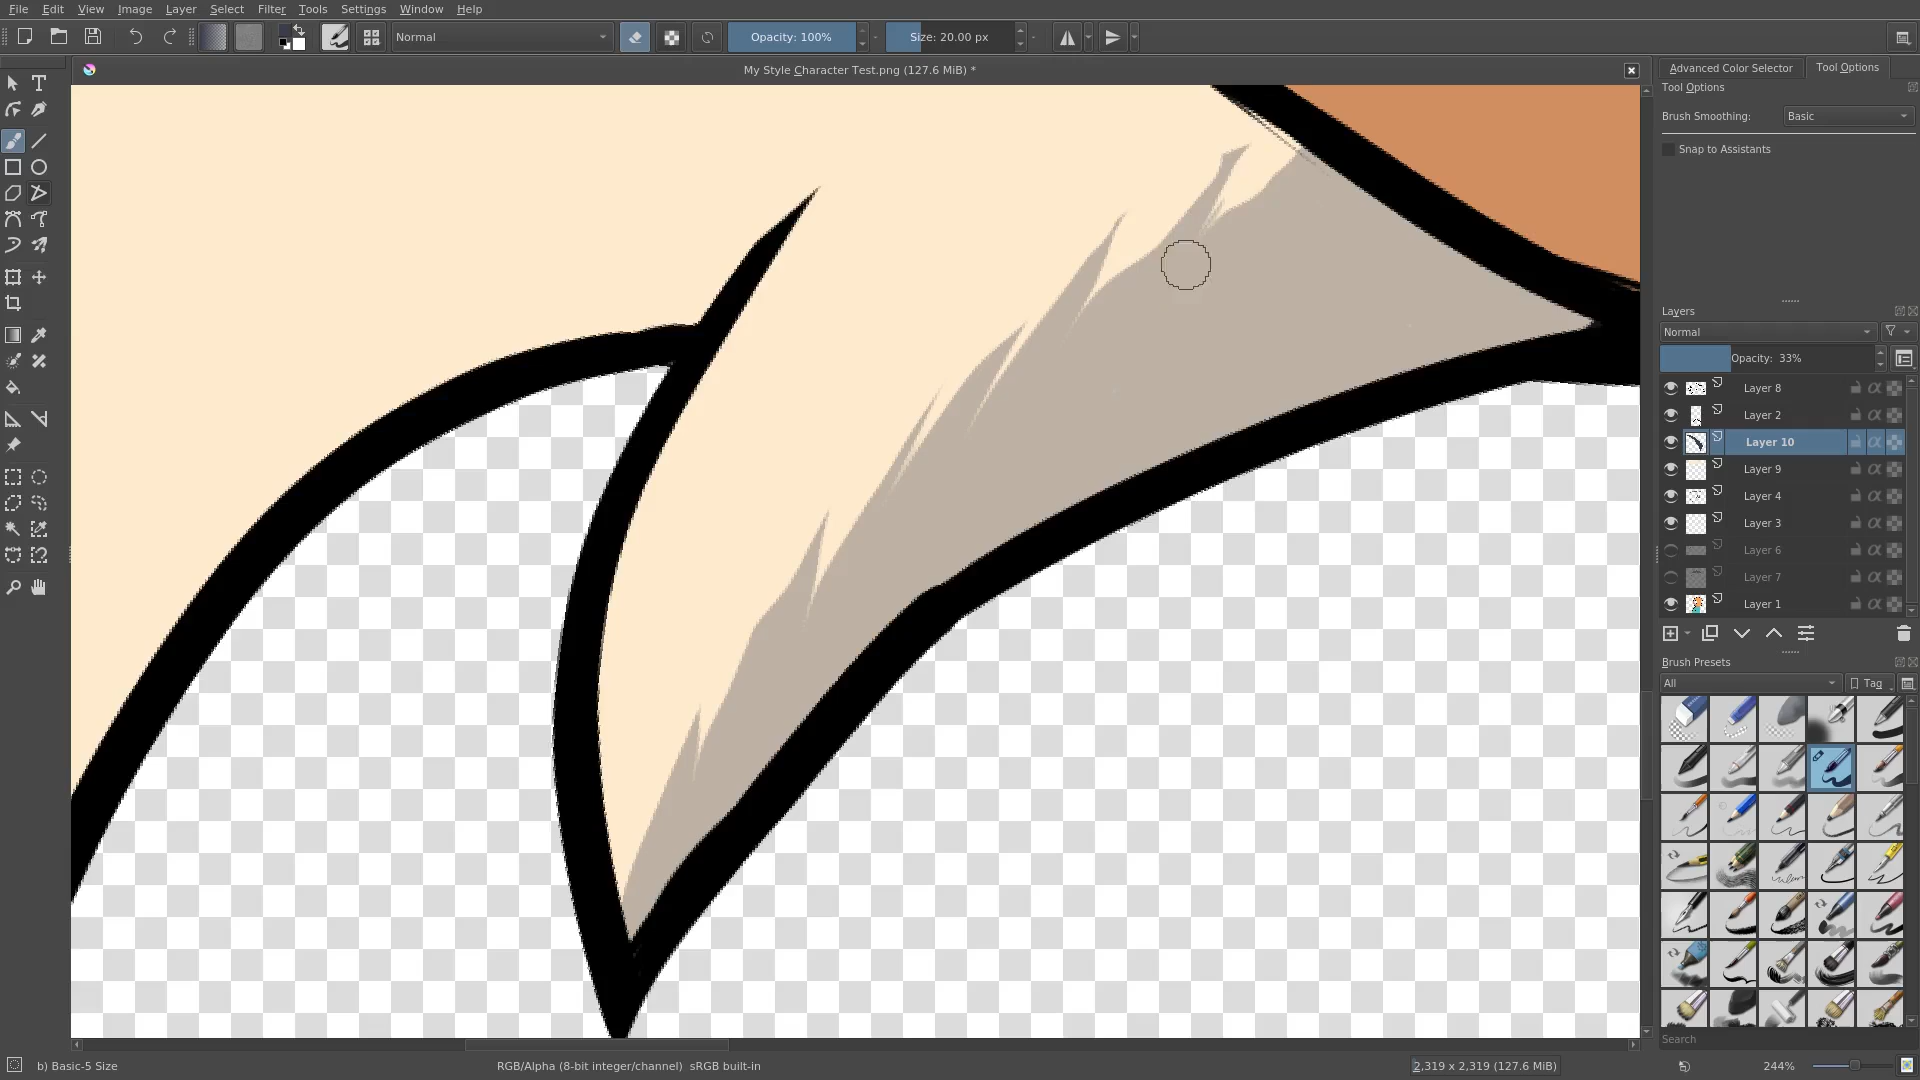 File Edit View Image Layer Select Filter Tools Settings Window Help
Normal Opacity: 100% Size: 20.00 px
My Style Character Test.png (127.6 MiB) *
Advanced Color Selector Tool Options
Tool Options
Brush Smoothing: Basic
Snap to Assistants
Layers
Normal
Opacity: 33%
Layer 8
Layer 2
Layer 10
Layer 9
Layer 4
Layer 3
Layer 6
Layer 7
Layer 1
Brush Presets
All Tag
Search
b) Basic-5 Size RGB/Alpha (8-bit integer/channel) sRGB built-in 2,319 x 2,319 (127.6 MiB) 244%